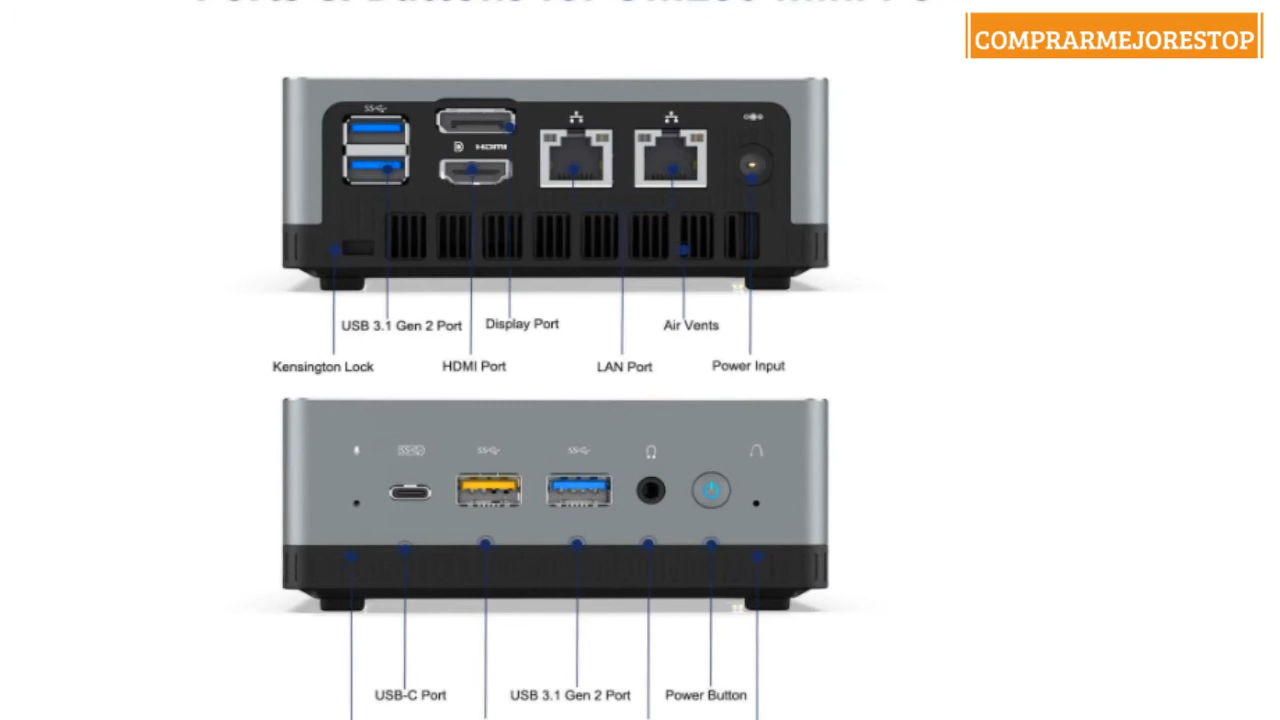 COMPRARMEJORESTOP
HDMI
USB 3.1 Gen 2 Port
Display Port
Air Vents
Kensington Lock
HDMI Port
LAN Port
Power Input
USB-C Port
USB 3.1 Gen 2 Port
Power Button